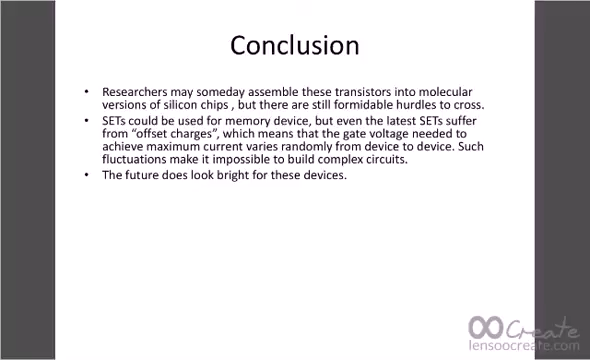 Conclusion
• Researchers may someday assemble these transistors into molecular
versions of silicon chips , but there are still formidable hurdles to cross.
• SETs could be used for memory device, but even the latest SETs suffer
from “offset charges”, which means that the gate voltage needed to
achieve maximum current varies randomly from device to device. Such
fluctuations make it impossible to build complex circuits.
• The future does look bright for these devices.
Create
lensoocreate.com